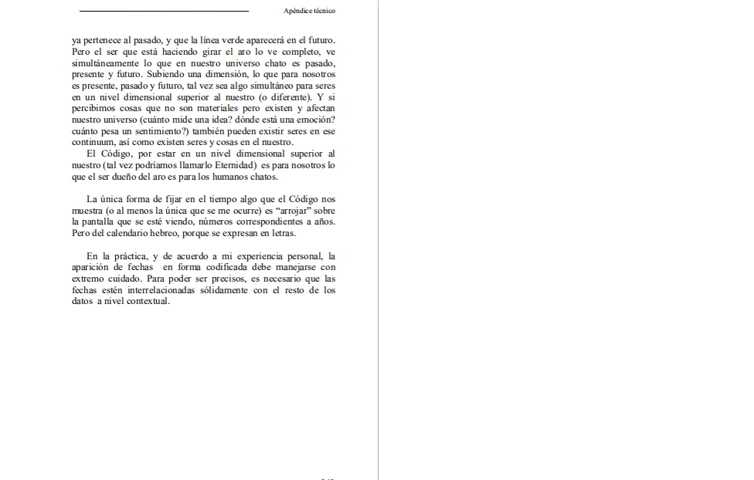 Apéndice técnico
ya pertenece al pasado, y que la línea verde aparecerá en el futuro.
Pero el ser que está haciendo girar el aro lo ve completo, ve
simultáneamente lo que en nuestro universo chato es pasado,
presente y futuro. Subiendo una dimensión, lo que para nosotros
es presente, pasado y futuro, tal vez sea algo simultáneo para seres
en un nivel dimensional superior al nuestro (o diferente). Y si
percibimos cosas que no son materiales pero existen y afectan
nuestro universo (cuánto mide una idea? dónde está una emoción?
cuánto pesa un sentimiento?) también pueden existir seres en ese
continuum, así como existen seres y cosas en el nuestro.
El Código, por estar en un nivel dimensional superior al
nuestro (tal vez podríamos llamarlo Eternidad) es para nosotros lo
que el ser dueño del aro es para los humanos chatos.
La única forma de fijar en el tiempo algo que el Código nos
muestra (o al menos la única que se me ocurre) es “arrojar” sobre
la pantalla que se esté viendo, números correspondientes a años.
Pero del calendario hebreo, porque se expresan en letras.
En la práctica, y de acuerdo a mi experiencia personal, la
aparición de fechas en forma codificada debe manejarse con
extremo cuidado. Para poder ser precisos, es necesario que las
fechas estén interrelacionadas sólidamente con el resto de los
datos a nivel contextual.